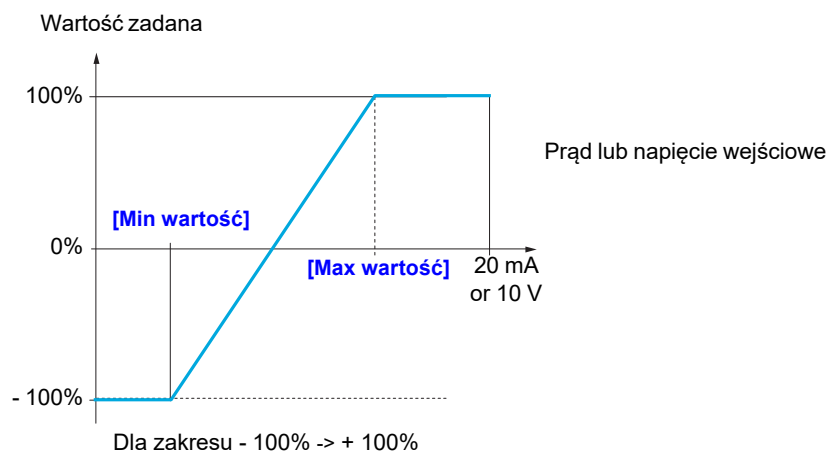 Wartość zadana
100%
Prąd lub napięcie wejściowe
[Min wartość]
0%
[Max wartość]
20 mA
or 10 V
- 100%
Dla zakresu - 100% -> + 100%